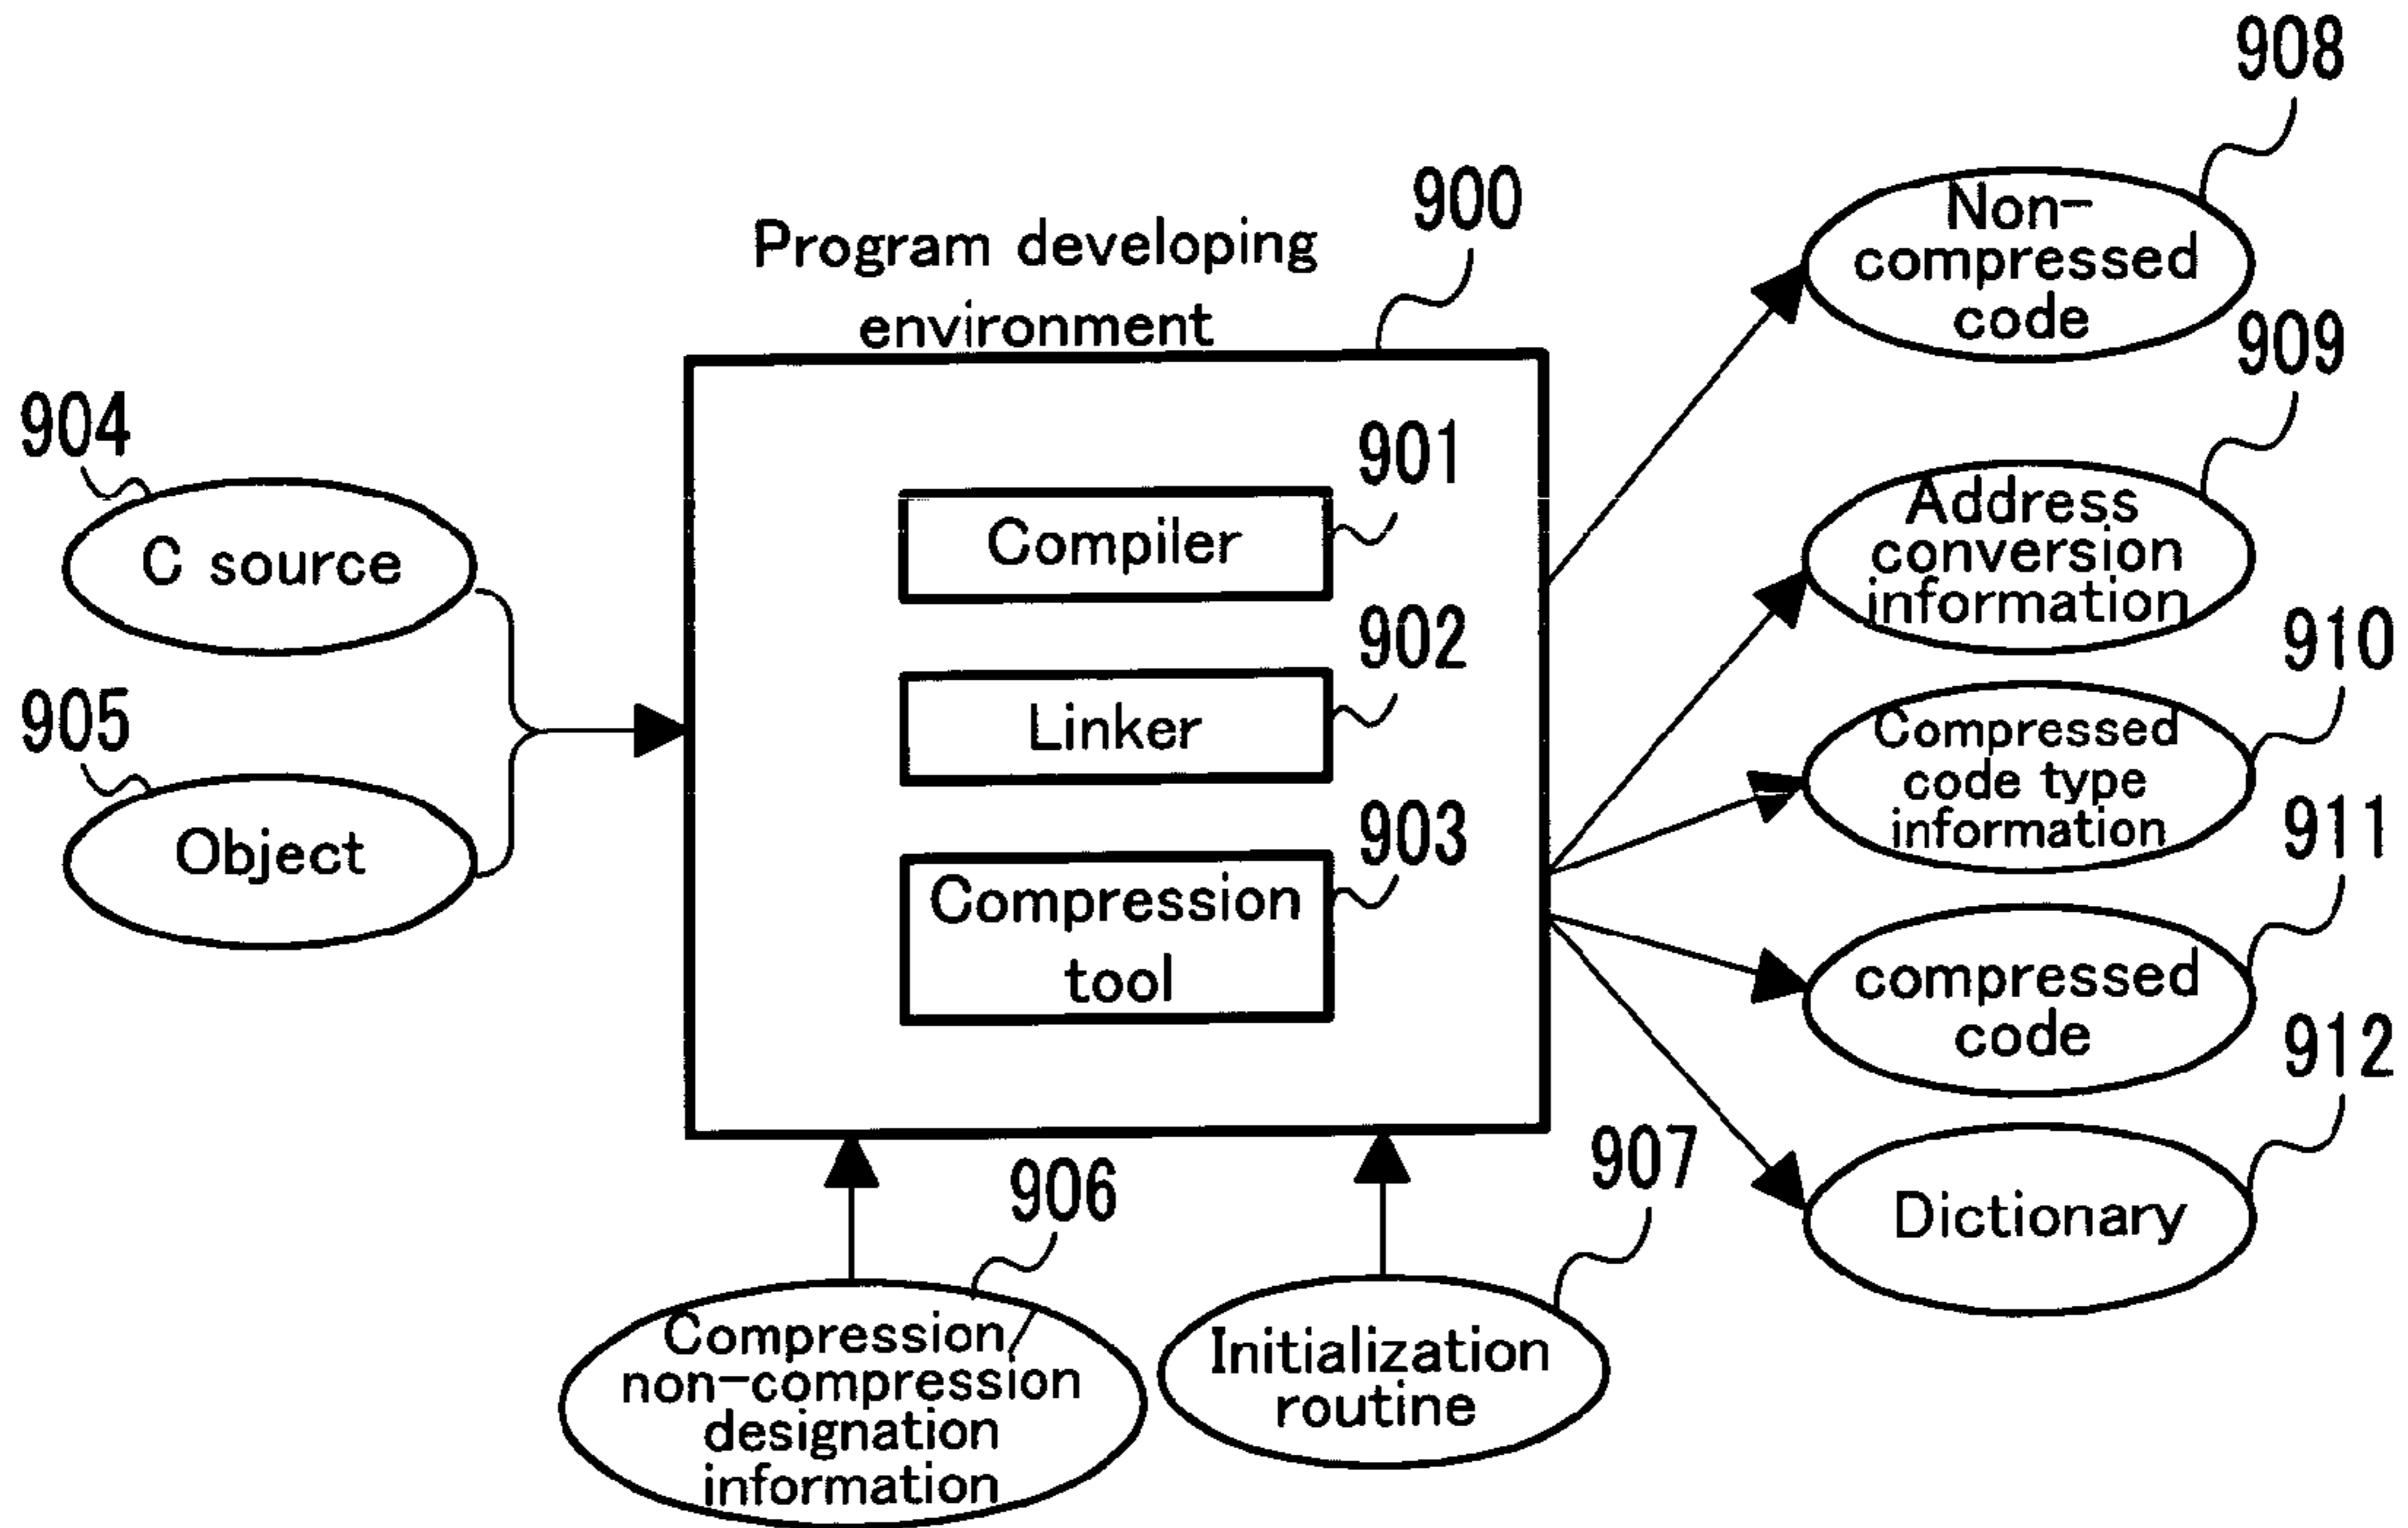 908
900
Program developing
environment
Non-
compressed
code
909
904
C source
901
Compiler
Address
conversion
information
902
Linker
910
Compressed
code type
information
905
Object
903
Compression
tool
911
compressed
code
912
Dictionary
906
Compression/
non-compression
designation
information
907
Initialization
routine